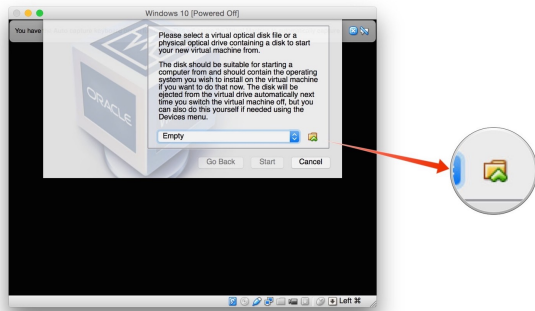 Windows 10 [Powered Off]
You have
Please select a virtual optical disk file or a
physical optical drive containing a disk to start
your new virtual machine from.
The disk should be suitable for starting a
computer from and should contain the operating
system you wish to install on the virtual machine
if you want to do that now. The disk will be
ejected from the virtual drive automatically next
time you switch the virtual machine off, but you
can also do this yourself if needed using the
Devices menu.
ORACLE
Empty
Go Back Start Cancel
Left ⌘